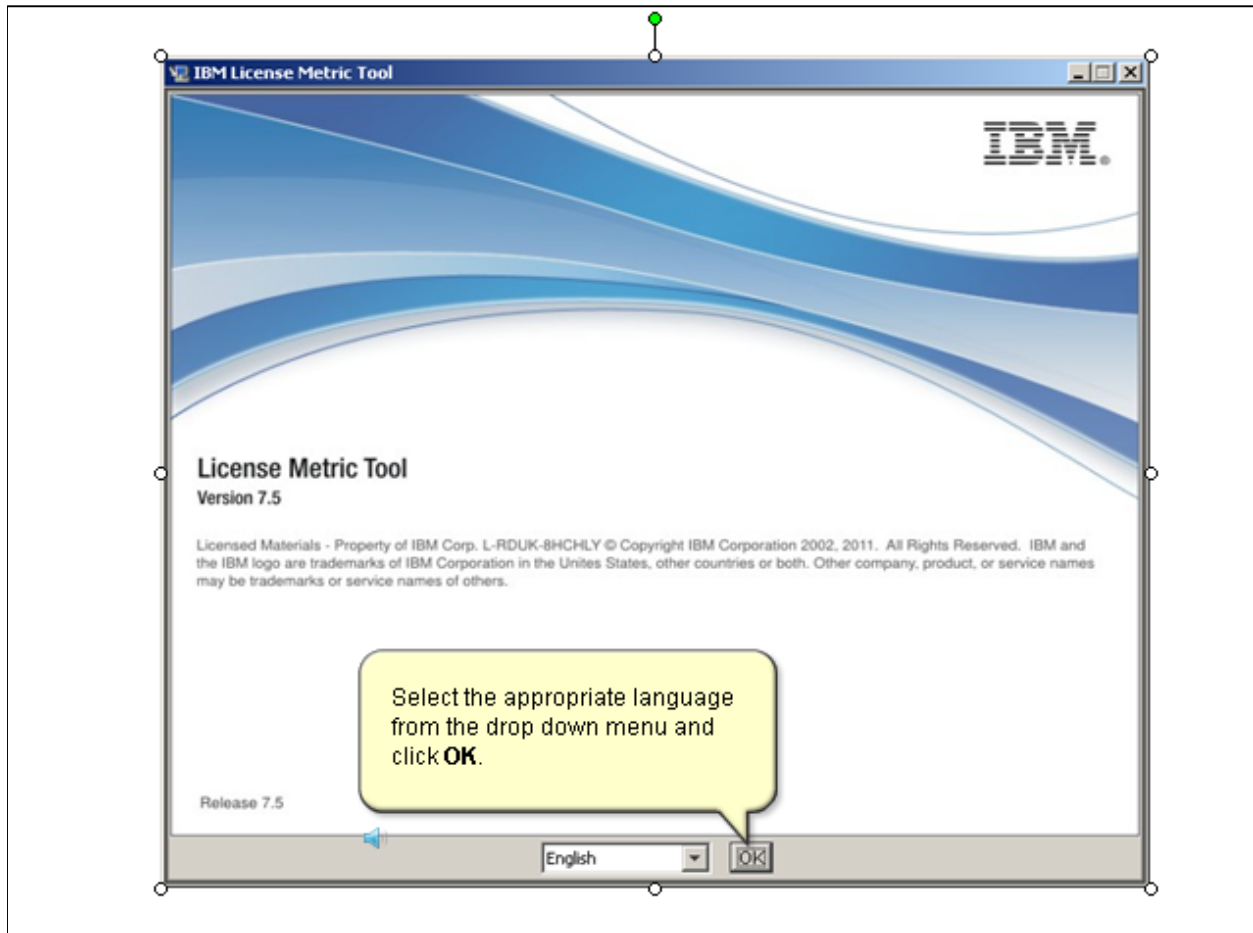 IBM License Metric Tool
IBM.
License Metric Tool
Version 7.5
Licensed Materials - Property of IBM Corp. L-RDUK-8HCHLY © Copyright IBM Corporation 2002, 2011. All Rights Reserved. IBM and
the IBM logo are trademarks of IBM Corporation in the Unites States, other countries or both. Other company, product, or service names
may be trademarks or service names of others.
Select the appropriate language
from the drop down menu and
click OK.
Release 7.5
English OK